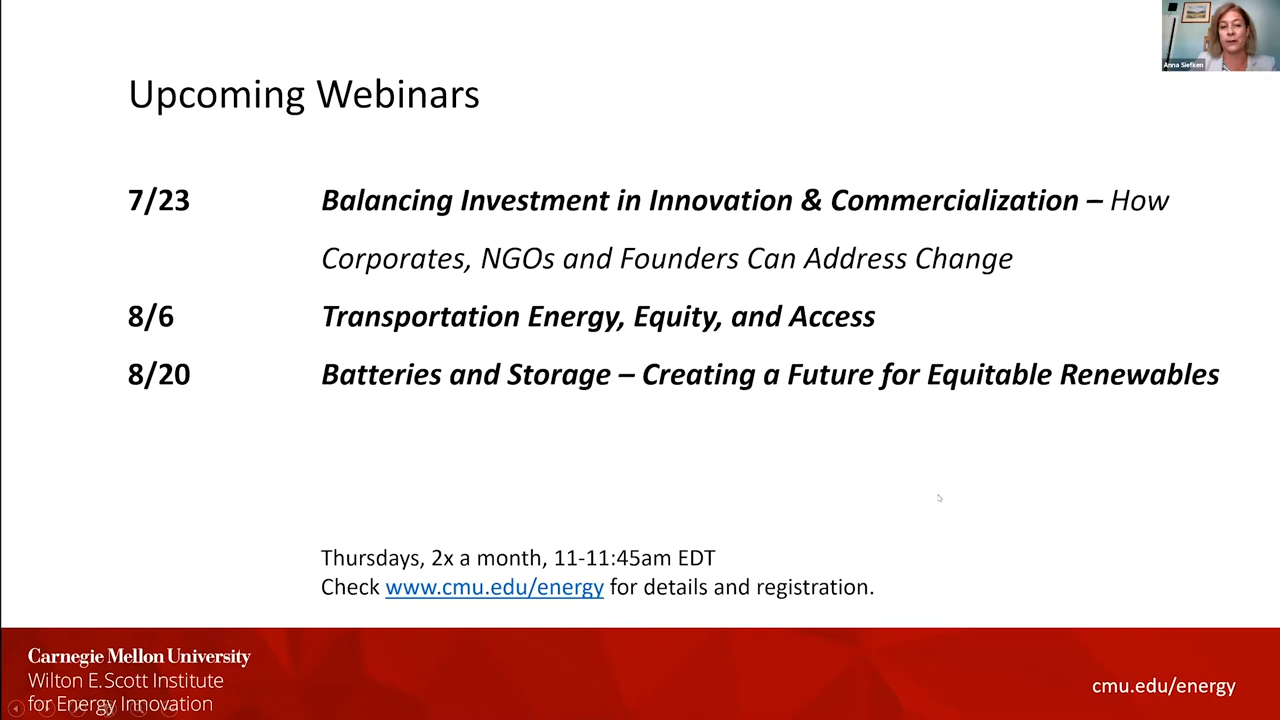 Anna Siefken
Upcoming Webinars
7/23 Balancing Investment in Innovation & Commercialization – How
Corporates, NGOs and Founders Can Address Change
8/6 Transportation Energy, Equity, and Access
8/20 Batteries and Storage – Creating a Future for Equitable Renewables
Thursdays, 2x a month, 11-11:45am EDT
Check www.cmu.edu/energy for details and registration.
Carnegie Mellon University
Wilton E. Scott Institute
for Energy Innovation
cmu.edu/energy